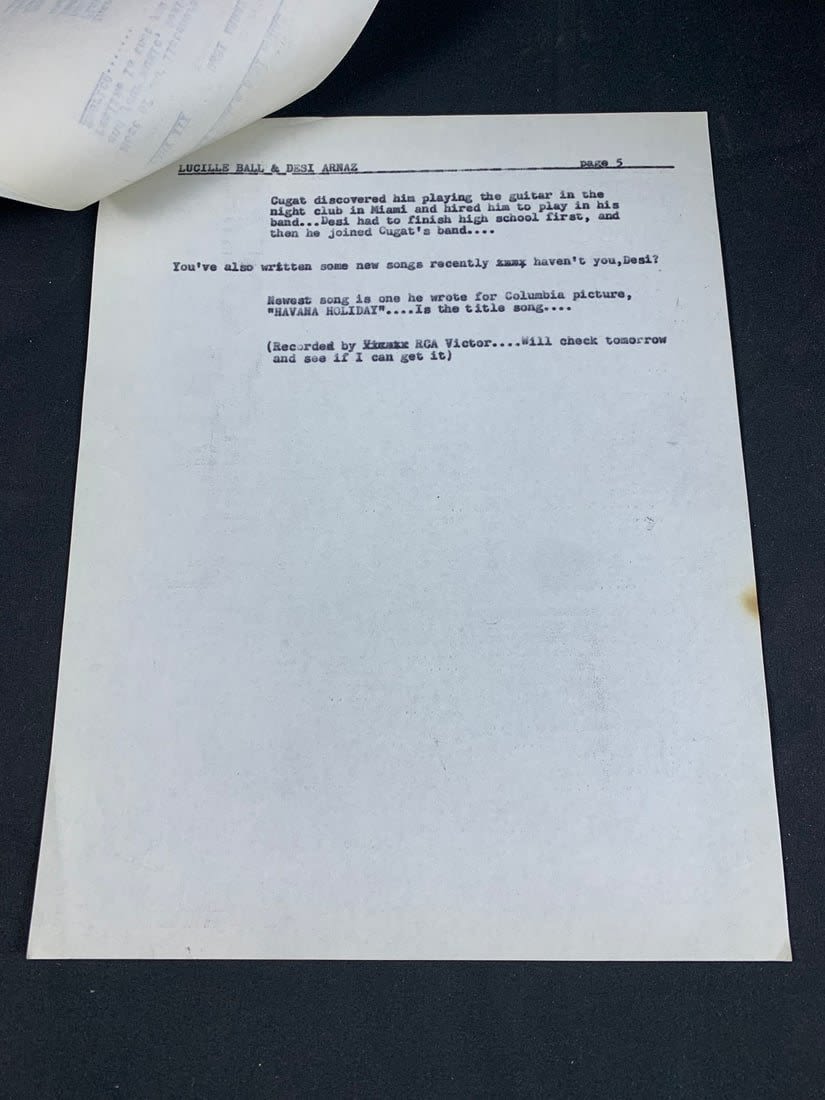 LUCILLE BALL & DESI ARNAZ page 5
Cugat discovered him playing the guitar in the
night club in Miami and hired him to play in his
band...Desi had to finish high school first, and
then he joined Cugat's band....
You've also written some new songs recently haven't you,Desi?
Newest song is one he wrote for Columbia picture,
"HAVANA HOLIDAY"....Is the title song....
(Recorded by RCA Victor....Will check tomorrow
and see if I can get it)